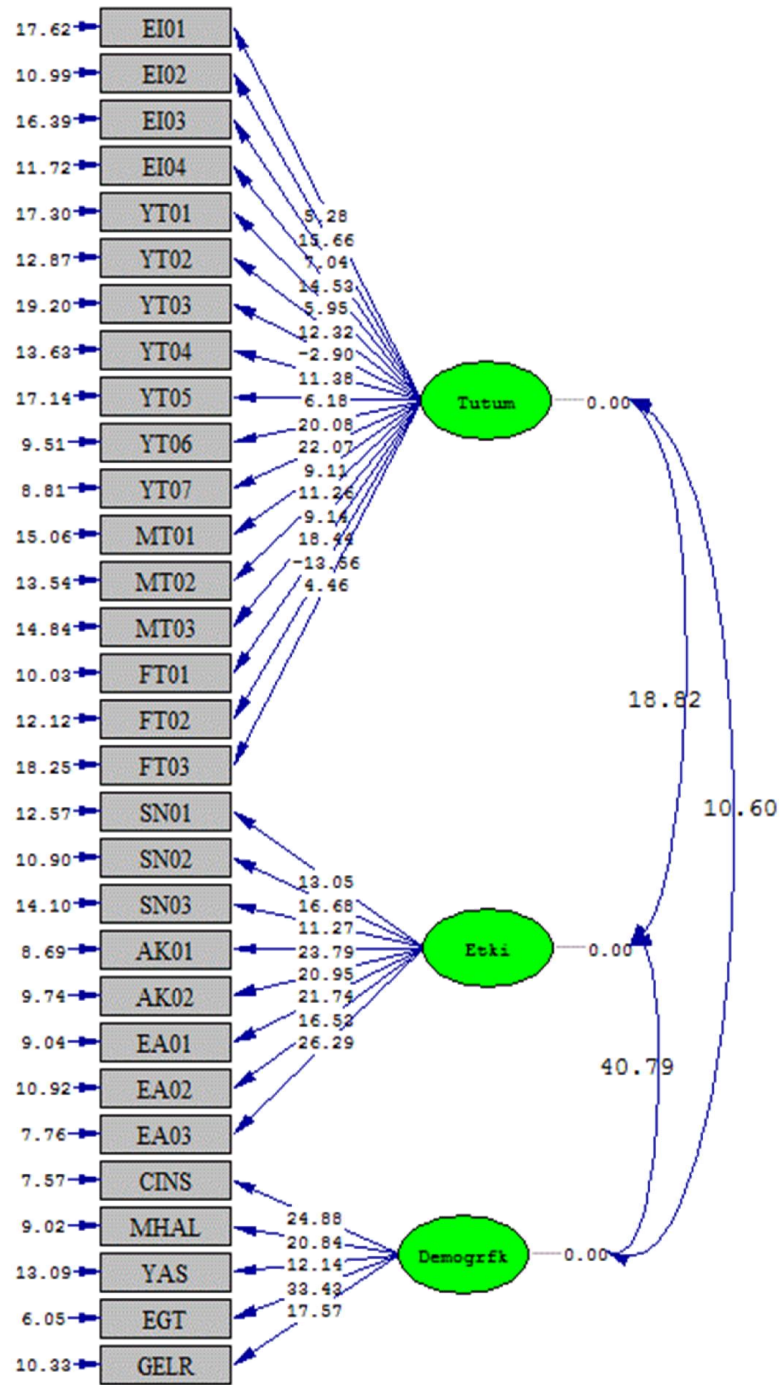 17.62 EI01
10.99 EI02
16.39 EI03
11.72 EI04
17.30 YT01
12.87 YT02
19.20 YT03
13.63 YT04
17.14 YT05
9.51 YT06
8.81 YT07
15.06 MT01
13.54 MT02
14.84 MT03
10.03 FT01
12.12 FT02
18.25 FT03
12.57 SN01
10.90 SN02
14.10 SN03
8.69 AK01
9.74 AK02
9.04 EA01
10.92 EA02
7.76 EA03
7.57 CINS
9.02 MHAL
13.09 YAS
6.05 EGT
10.33 GELR
5.28
15.66
7.04
14.53
5.95
12.32
-2.90
11.38
6.18
20.08
22.07
9.11
11.26
9.14
18.44
-13.56
4.46
Tutum 0.00
13.05
16.68
11.27
23.79
20.95
21.74
16.52
26.29
Etki 0.00
24.88
20.84
12.14
33.43
17.57
Demogrfk 0.00
18.82
10.60
40.79